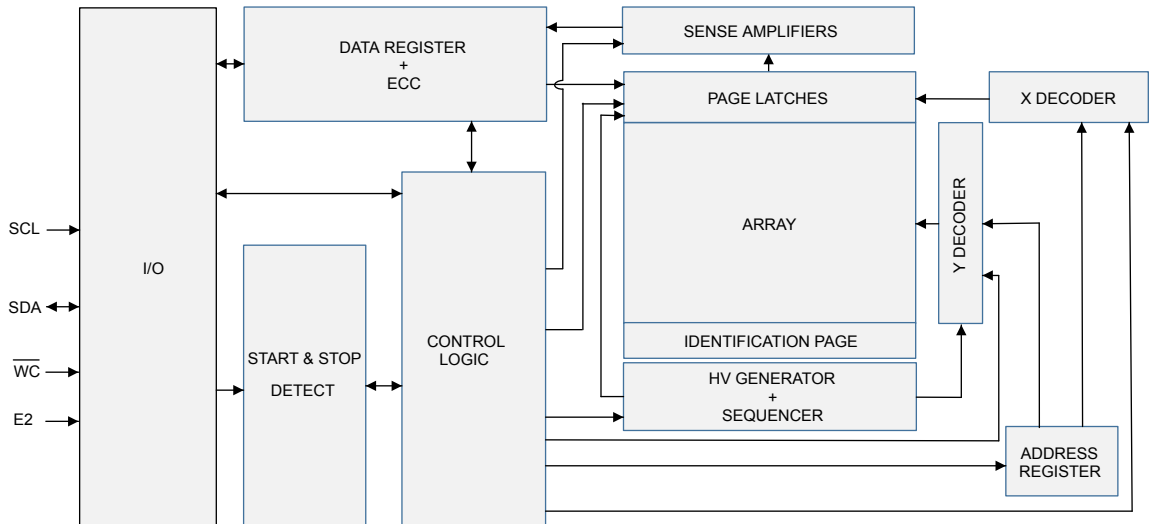 SCL
SDA
W̅C̅
E2
I/O
DATA REGISTER
+
ECC
START & STOP
DETECT
CONTROL
LOGIC
SENSE AMPLIFIERS
PAGE LATCHES
ARRAY
IDENTIFICATION PAGE
HV GENERATOR
+
SEQUENCER
Y DECODER
X DECODER
ADDRESS
REGISTER